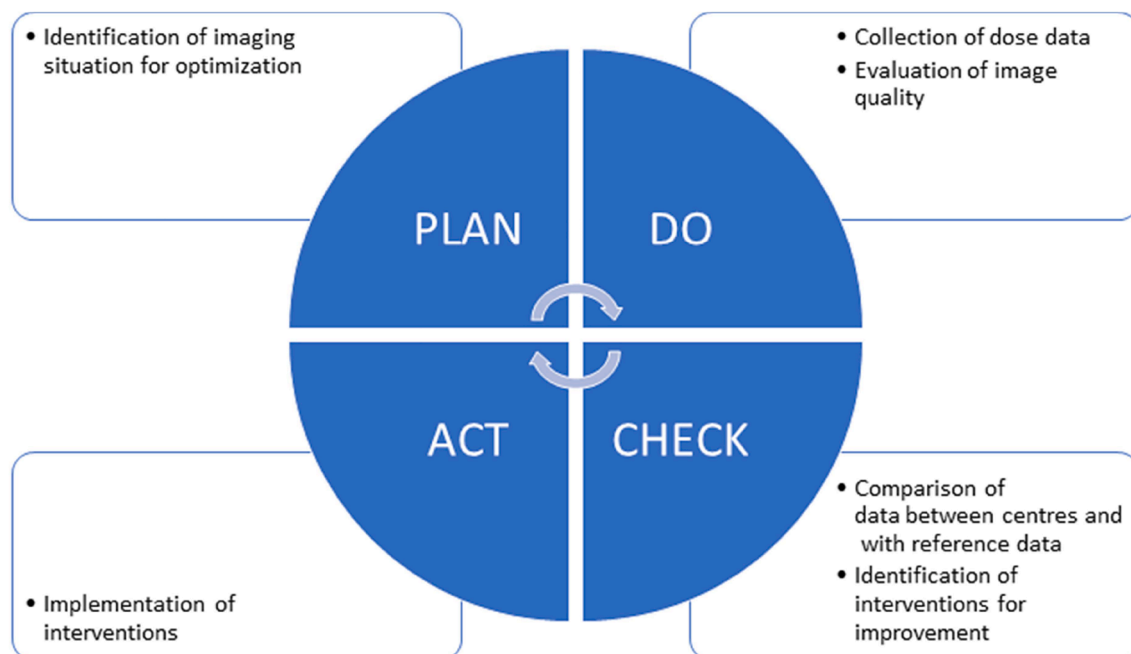 • Identification of imaging
situation for optimization
• Collection of dose data
• Evaluation of image
quality
PLAN
DO
ACT
CHECK
• Implementation of
interventions
• Comparison of
data between centres and
with reference data
• Identification of
interventions for
improvement